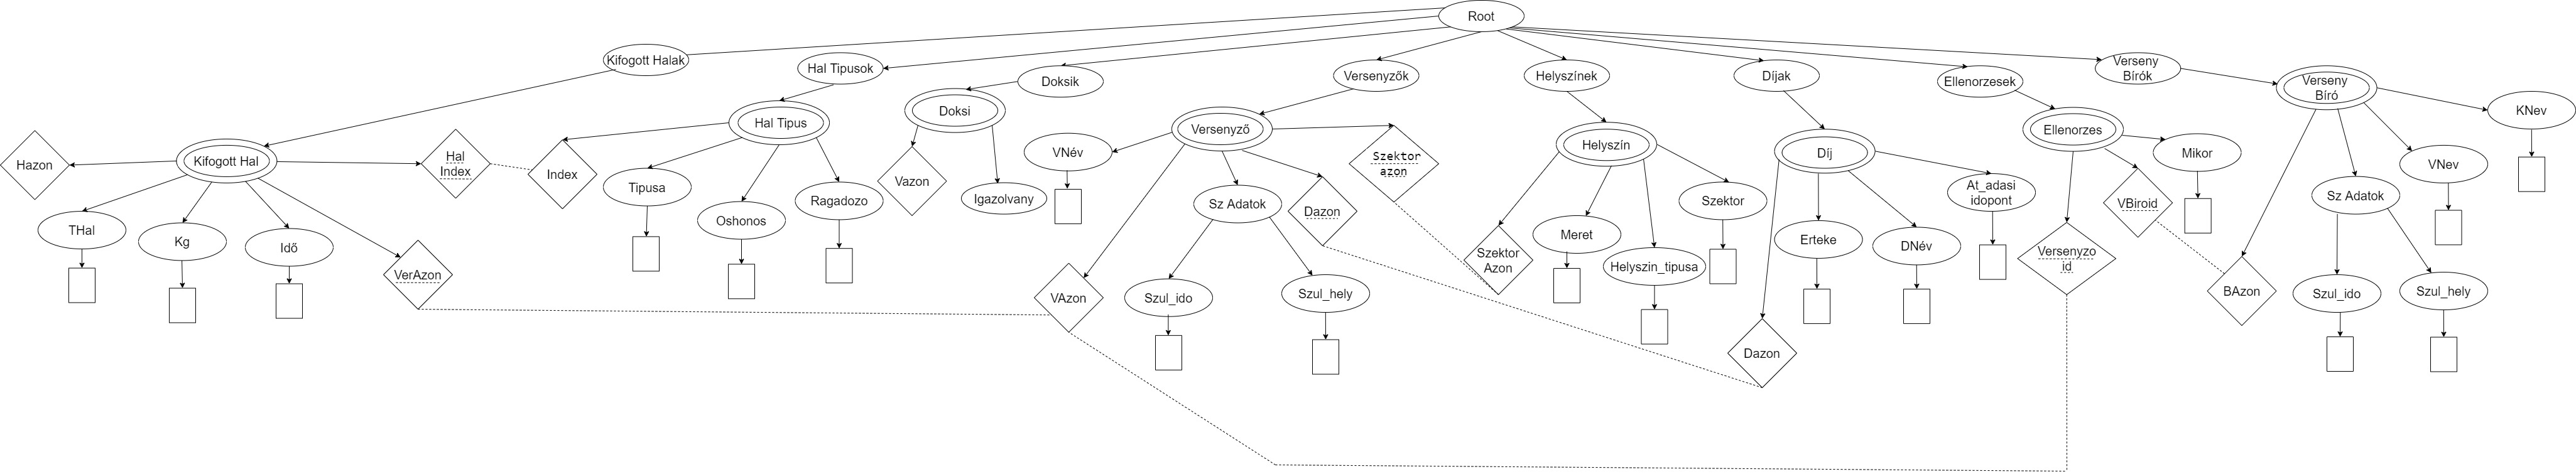 Root
Kifogott Halak
Hal Tipusok
Doksik
Versenyzők
Helyszínek
Díjak
Ellenorzesek
Verseny
Bírók
Kifogott Hal
Hal Tipus
Doksi
Versenyző
Helyszín
Díj
Ellenorzes
Verseny
Bíró
Hazon
THal
Kg
Idő
VerAzon
Hal
Index
Index
Tipusa
Oshonos
Ragadozo
Vazon
Igazolvany
VNév
VAzon
Sz Adatok
Szul_ido
Szul_hely
Dazon
Szektor
azon
Szektor
Azon
Meret
Helyszin_tipusa
Szektor
Dazon
Erteke
DNév
At_adasi
idopont
Versenyzo
id
VBiroid
Mikor
BAzon
Sz Adatok
Szul_ido
Szul_hely
VNev
KNev